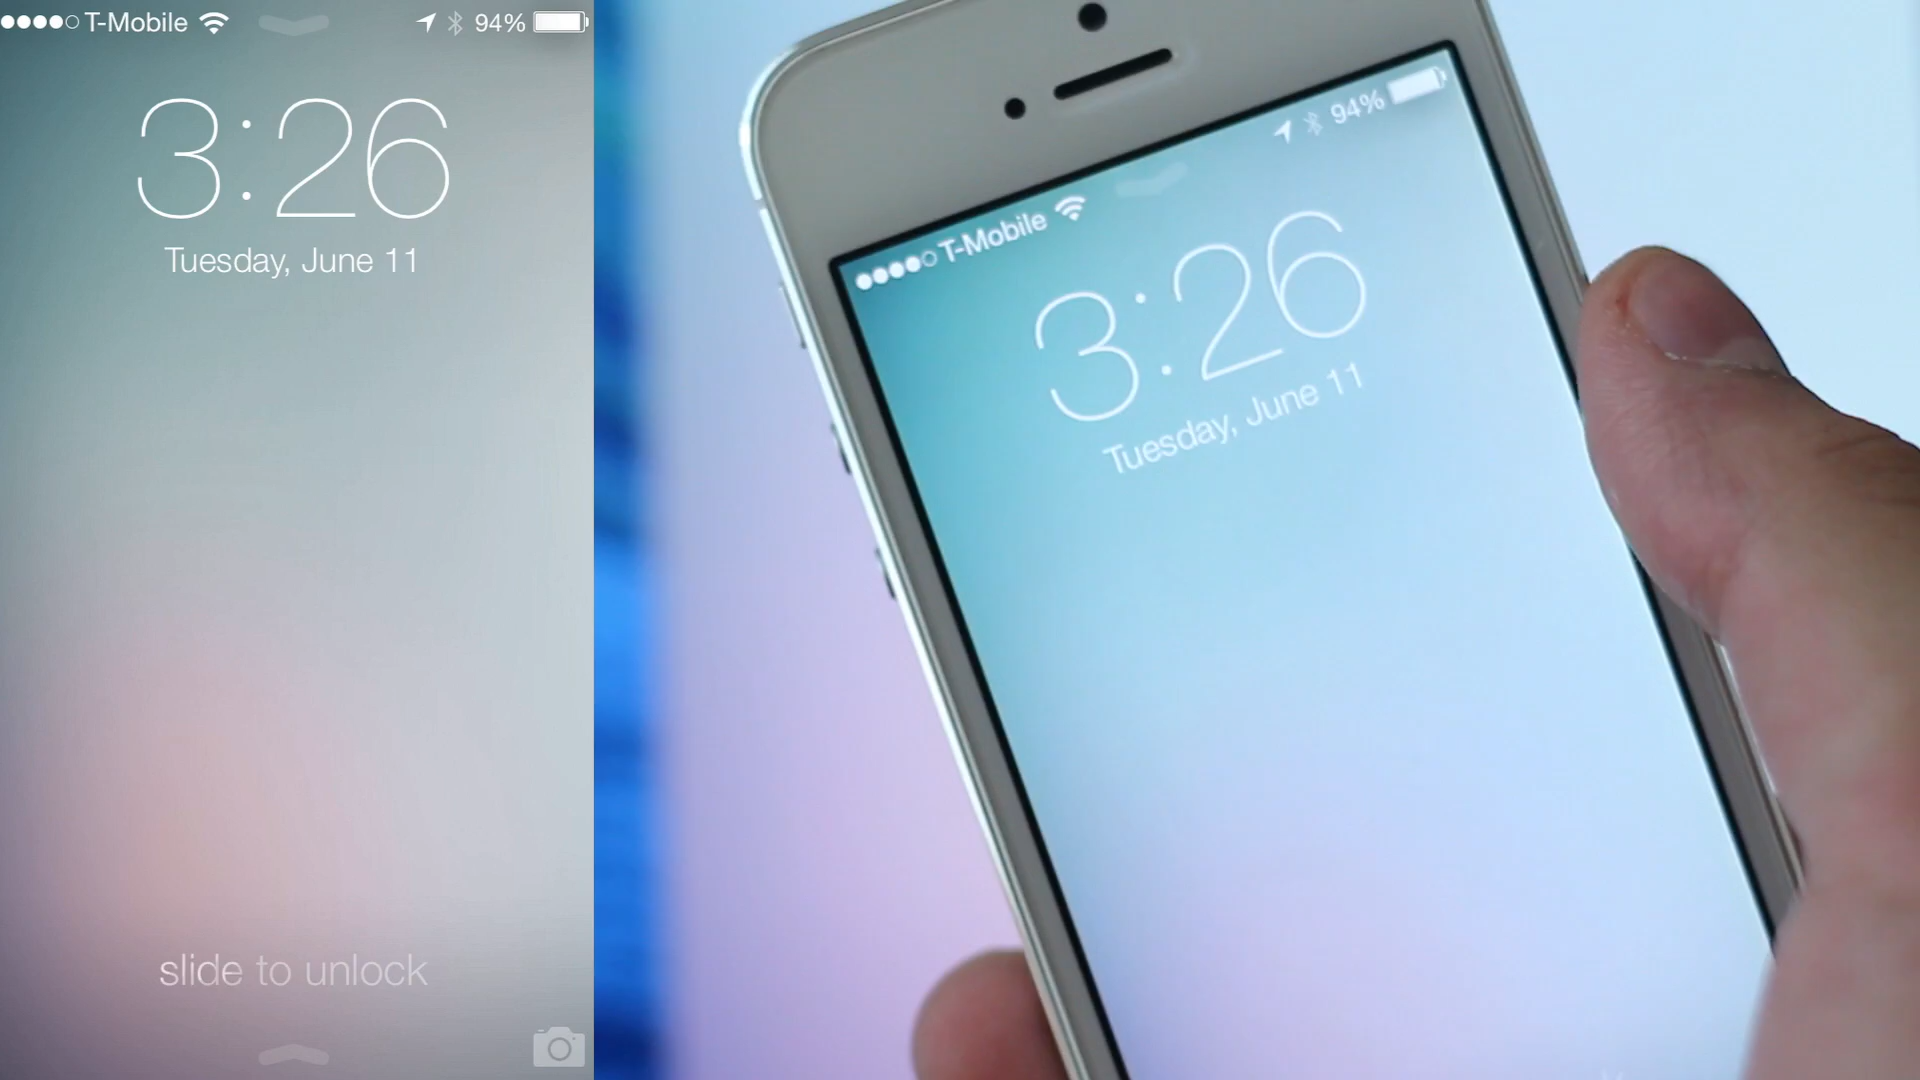 T-Mobile 94%
3:26
Tuesday, June 11
slide to unlock
T-Mobile 94%
3:26
Tuesday, June 11